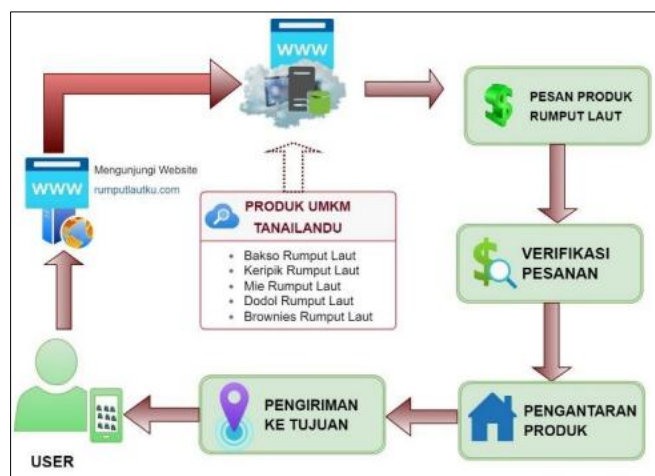 WWW
PESAN PRODUK
RUMPUT LAUT
Mengunjungi Website
rumputlautku.com
WWW
PRODUK UMKM
TANAILANDU
• Bakso Rumput Laut
• Keripik Rumput Laut
• Mie Rumput Laut
• Dodol Rumput Laut
• Brownies Rumput Laut
VERIFIKASI
PESANAN
PENGIRIMAN
KE TUJUAN
PENGANTARAN
PRODUK
USER